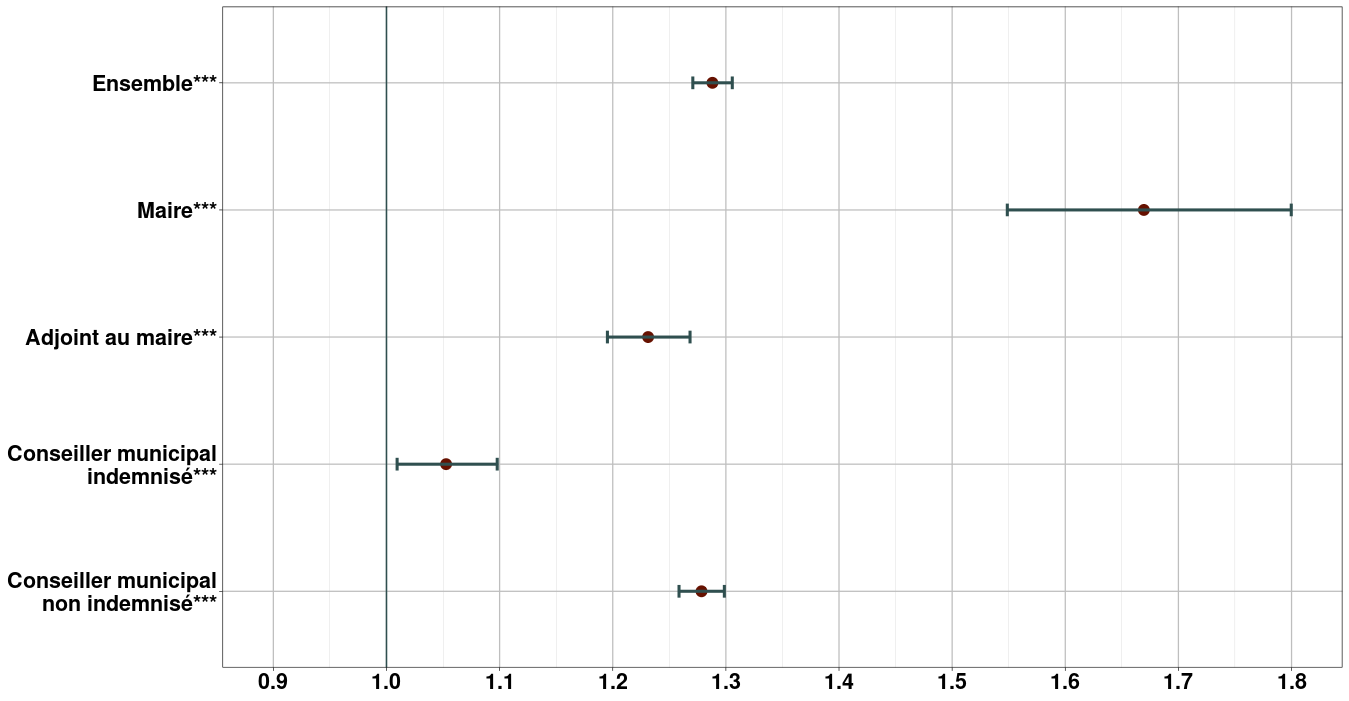 Ensemble***
Maire***
Adjoint au maire***
Conseiller municipal
indemnisé***
Conseiller municipal
non indemnisé***
0.9 1.0 1.1 1.2 1.3 1.4 1.5 1.6 1.7 1.8